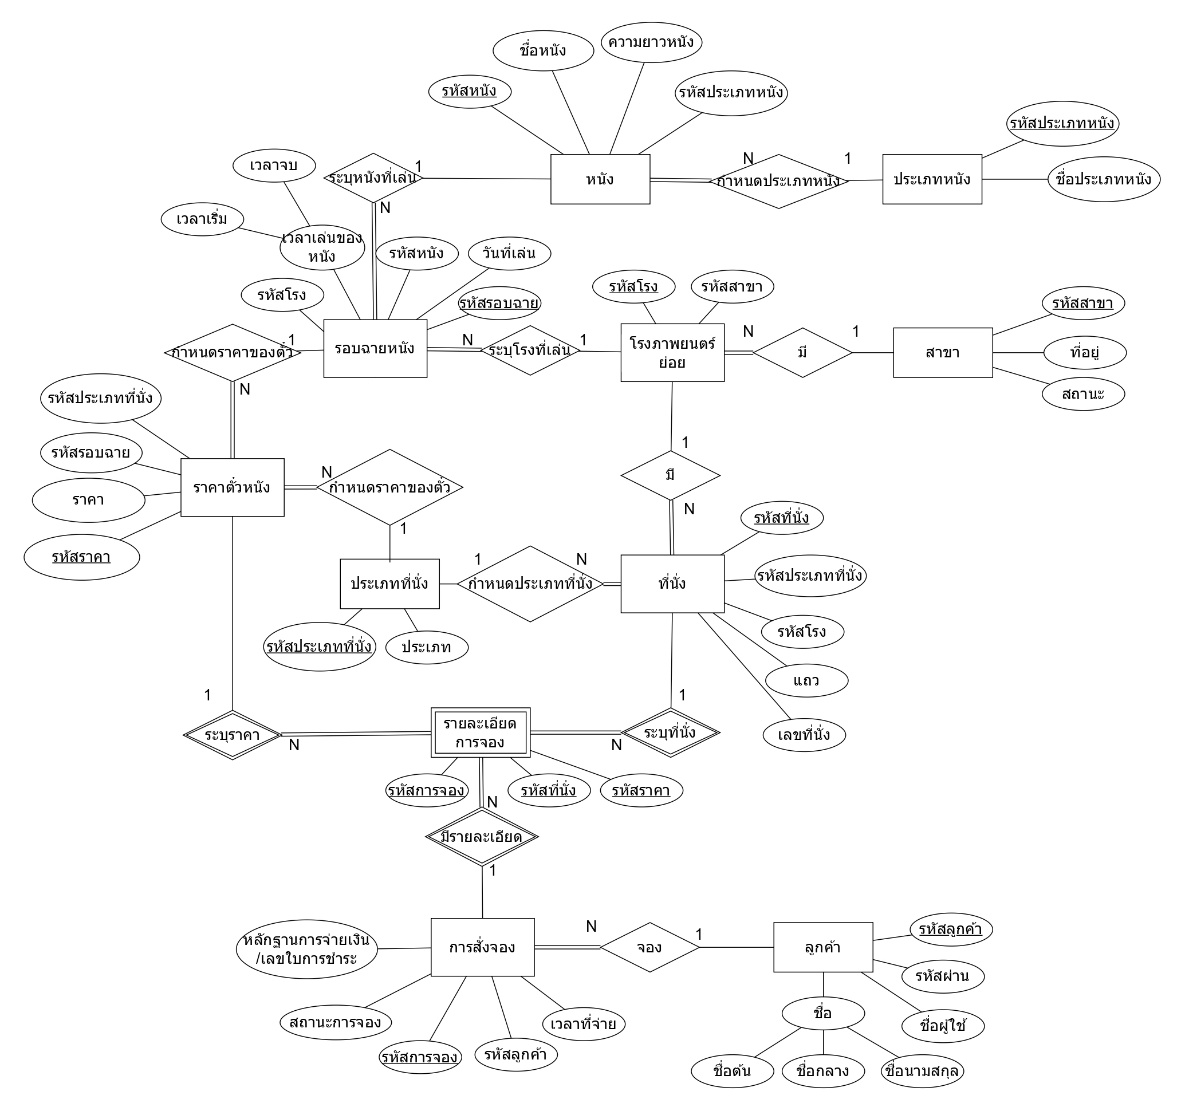 ความยาวหนัง
ชื่อหนัง
รหัสหนัง
รหัสประเภทหนัง
รหัสประเภทหนัง
เวลาจบ
ระบุหนังที่เล่น
1
หนัง
N
กำหนดประเภทหนัง
1
ประเภทหนัง
ชื่อประเภทหนัง
N
เวลาเริ่ม
เวลาเล่นของ
หนัง
รหัสหนัง
วันที่เล่น
รหัสโรง
รหัสรอบฉาย
รหัสโรง
รหัสสาขา
รหัสสาขา
กำหนดราคาของตั๋ว
1
รอบฉายหนัง
N
ระบุโรงที่เล่น
1
โรงภาพยนตร์
ย่อย
N
มี
1
สาขา
ที่อยู่
สถานะ
N
รหัสประเภทที่นั่ง
รหัสรอบฉาย
ราคา
รหัสราคา
ราคาตั๋วหนัง
N
กำหนดราคาของตั๋ว
1
1
มี
N
รหัสที่นั่ง
ประเภทที่นั่ง
1
กำหนดประเภทที่นั่ง
N
ที่นั่ง
รหัสประเภทที่นั่ง
รหัสโรง
แถว
เลขที่นั่ง
รหัสประเภทที่นั่ง
ประเภท
1
ระบุราคา
N
รายละเอียด
การจอง
N
ระบุที่นั่ง
1
รหัสการจอง
รหัสที่นั่ง
รหัสราคา
N
มีรายละเอียด
1
หลักฐานการจ่ายเงิน
/เลขใบการชำระ
การสั่งจอง
N
จอง
1
ลูกค้า
รหัสลูกค้า
รหัสผ่าน
ชื่อผู้ใช้
สถานะการจอง
รหัสการจอง
รหัสลูกค้า
เวลาที่จ่าย
ชื่อ
ชื่อต้น
ชื่อกลาง
ชื่อนามสกุล